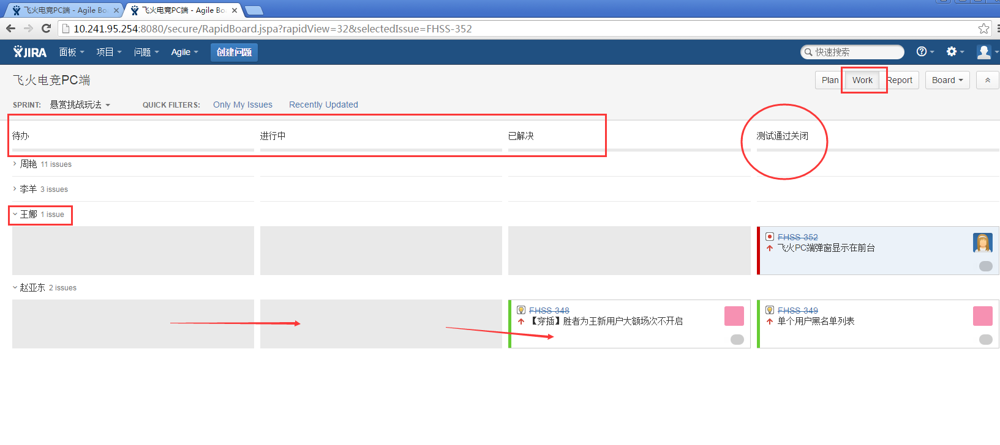 飞火电竞PC端 - Agile Bo
飞火电竞PC端 - Agile Bo
10.241.95.254:8080/secure/RapidBoard.jspa?rapidView=32&selectedIssue=FHSS-352
JIRA 面板 项目 问题 Agile 创建问题 快速搜索
飞火电竞PC端 Plan Work Report Board
SPRINT: 悬赏挑战玩法 QUICK FILTERS: Only My Issues Recently Updated
待办 进行中 已解决 测试通过关闭
周艳 11 issues
李羊 3 issues
王娜 1 issue
FHSS-352
飞火PC端弹窗显示在前台
赵亚东 2 issues
FHSS-348 FHSS-349
【穿插】胜者为王新用户大额场次不开启 单个用户黑名单列表